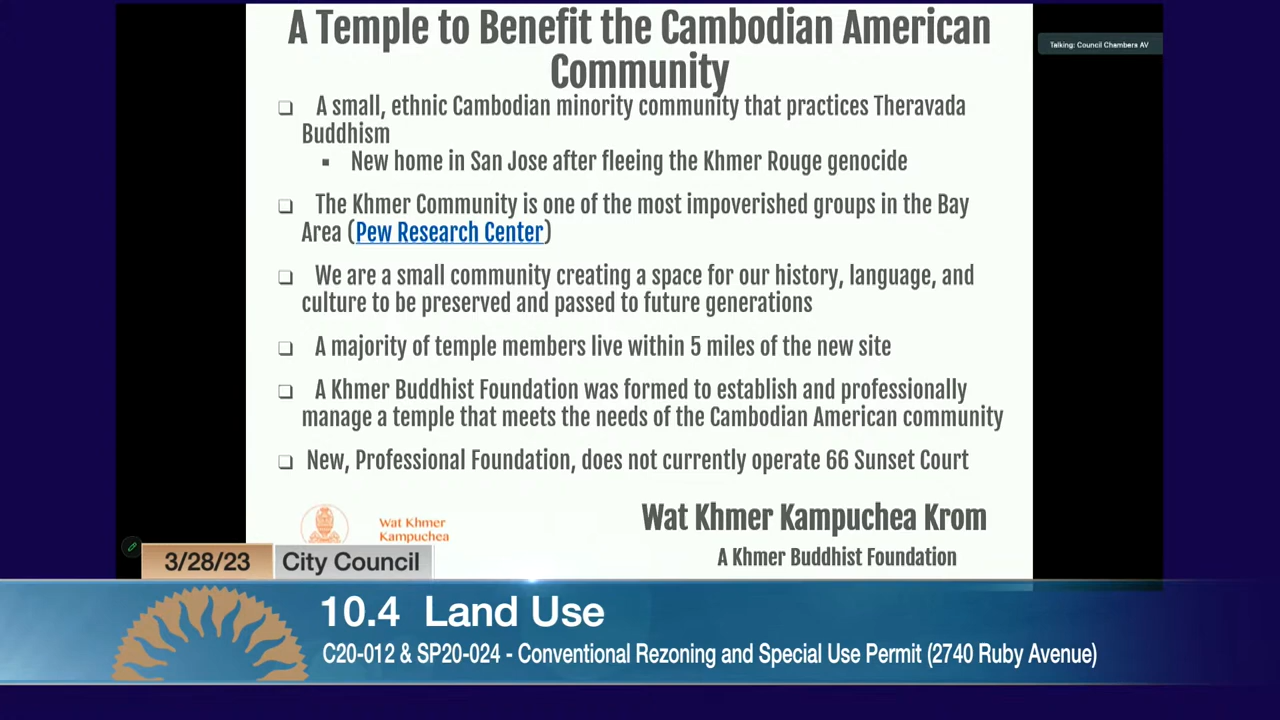 A Temple to Benefit the Cambodian American
Community
Talking: Council Chambers AV
A small, ethnic Cambodian minority community that practices Theravada
Buddhism
New home in San Jose after fleeing the Khmer Rouge genocide
The Khmer Community is one of the most impoverished groups in the Bay
Area (Pew Research Center)
We are a small community creating a space for our history, language, and
culture to be preserved and passed to future generations
A majority of temple members live within 5 miles of the new site
A Khmer Buddhist Foundation was formed to establish and professionally
manage a temple that meets the needs of the Cambodian American community
New, Professional Foundation, does not currently operate 66 Sunset Court
Wat Khmer
Kampuchea
Wat Khmer Kampuchea Krom
A Khmer Buddhist Foundation
3/28/23 City Council
10.4 Land Use
C20-012 & SP20-024 - Conventional Rezoning and Special Use Permit (2740 Ruby Avenue)